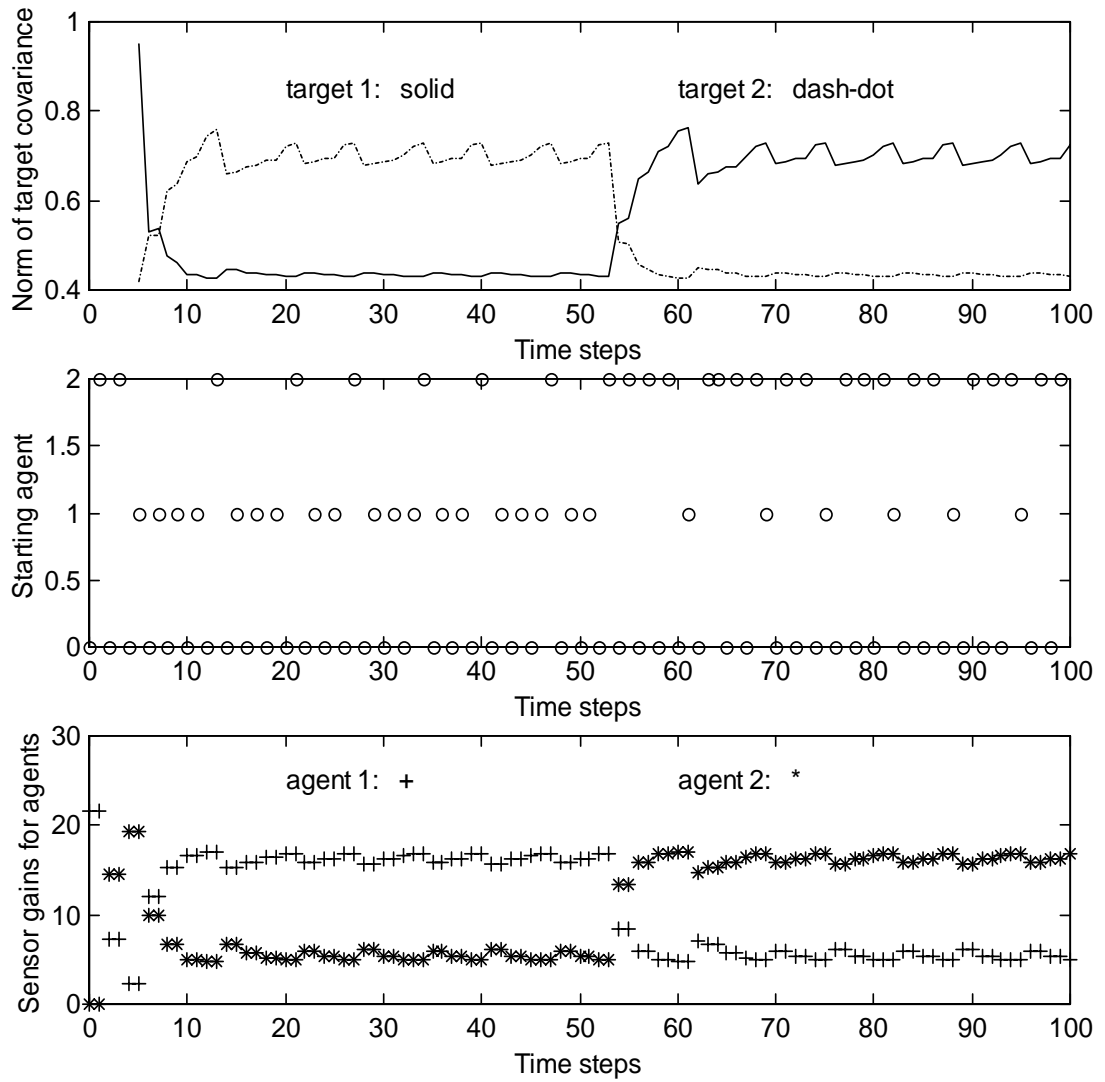 1
0.8
0.6
0.4
Norm of target covariance
target 1: solid
target 2: dash-dot
0 10 20 30 40 50 60 70 80 90 100
Time steps
2
1.5
1
0.5
0
Starting agent
0 10 20 30 40 50 60 70 80 90 100
Time steps
30
20
10
0
Sensor gains for agents
agent 1: +
agent 2: *
0 10 20 30 40 50 60 70 80 90 100
Time steps